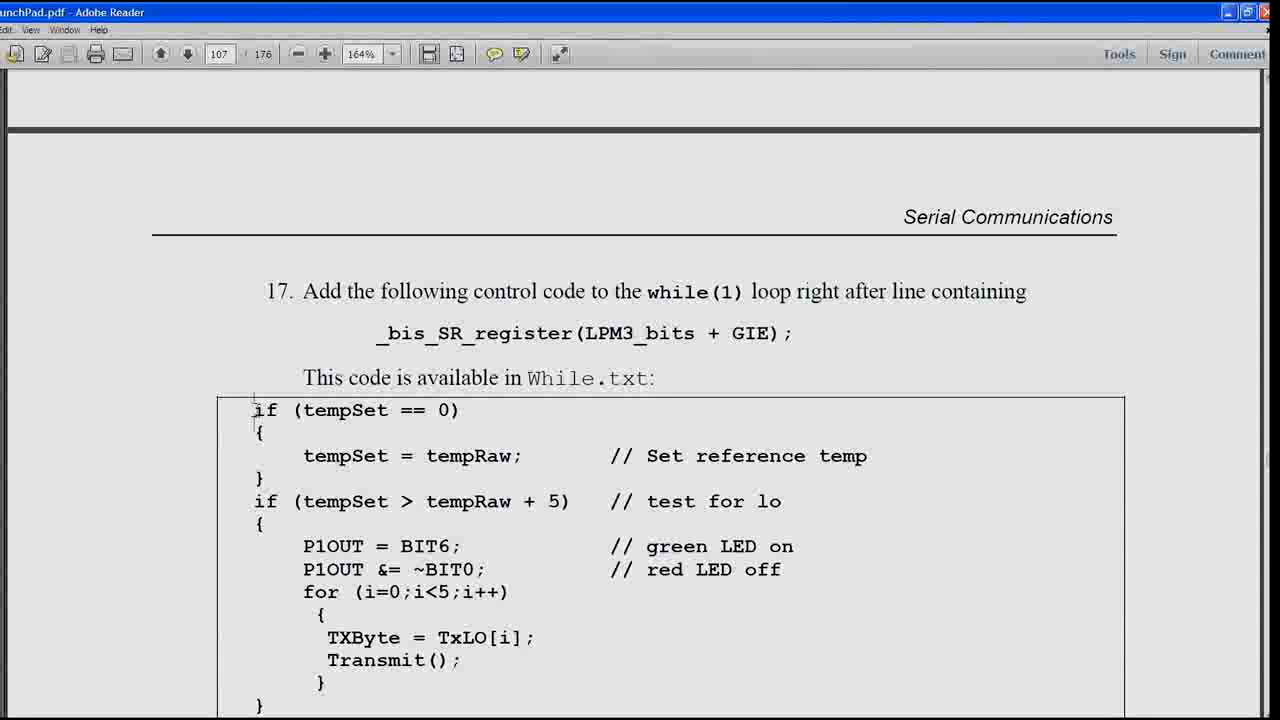 unchPad.pdf - Adobe Reader
Edit View Window Help
107 / 176 164% Tools Sign Comment
Serial Communications
17. Add the following control code to the while(1) loop right after line containing
_bis_SR_register(LPM3_bits + GIE);
This code is available in While.txt:
if (tempSet == 0)
{
tempSet = tempRaw; // Set reference temp
}
if (tempSet > tempRaw + 5) // test for lo
{
P1OUT = BIT6; // green LED on
P1OUT &= ~BIT0; // red LED off
for (i=0;i<5;i++)
{
TXByte = TxLO[i];
Transmit();
}
}